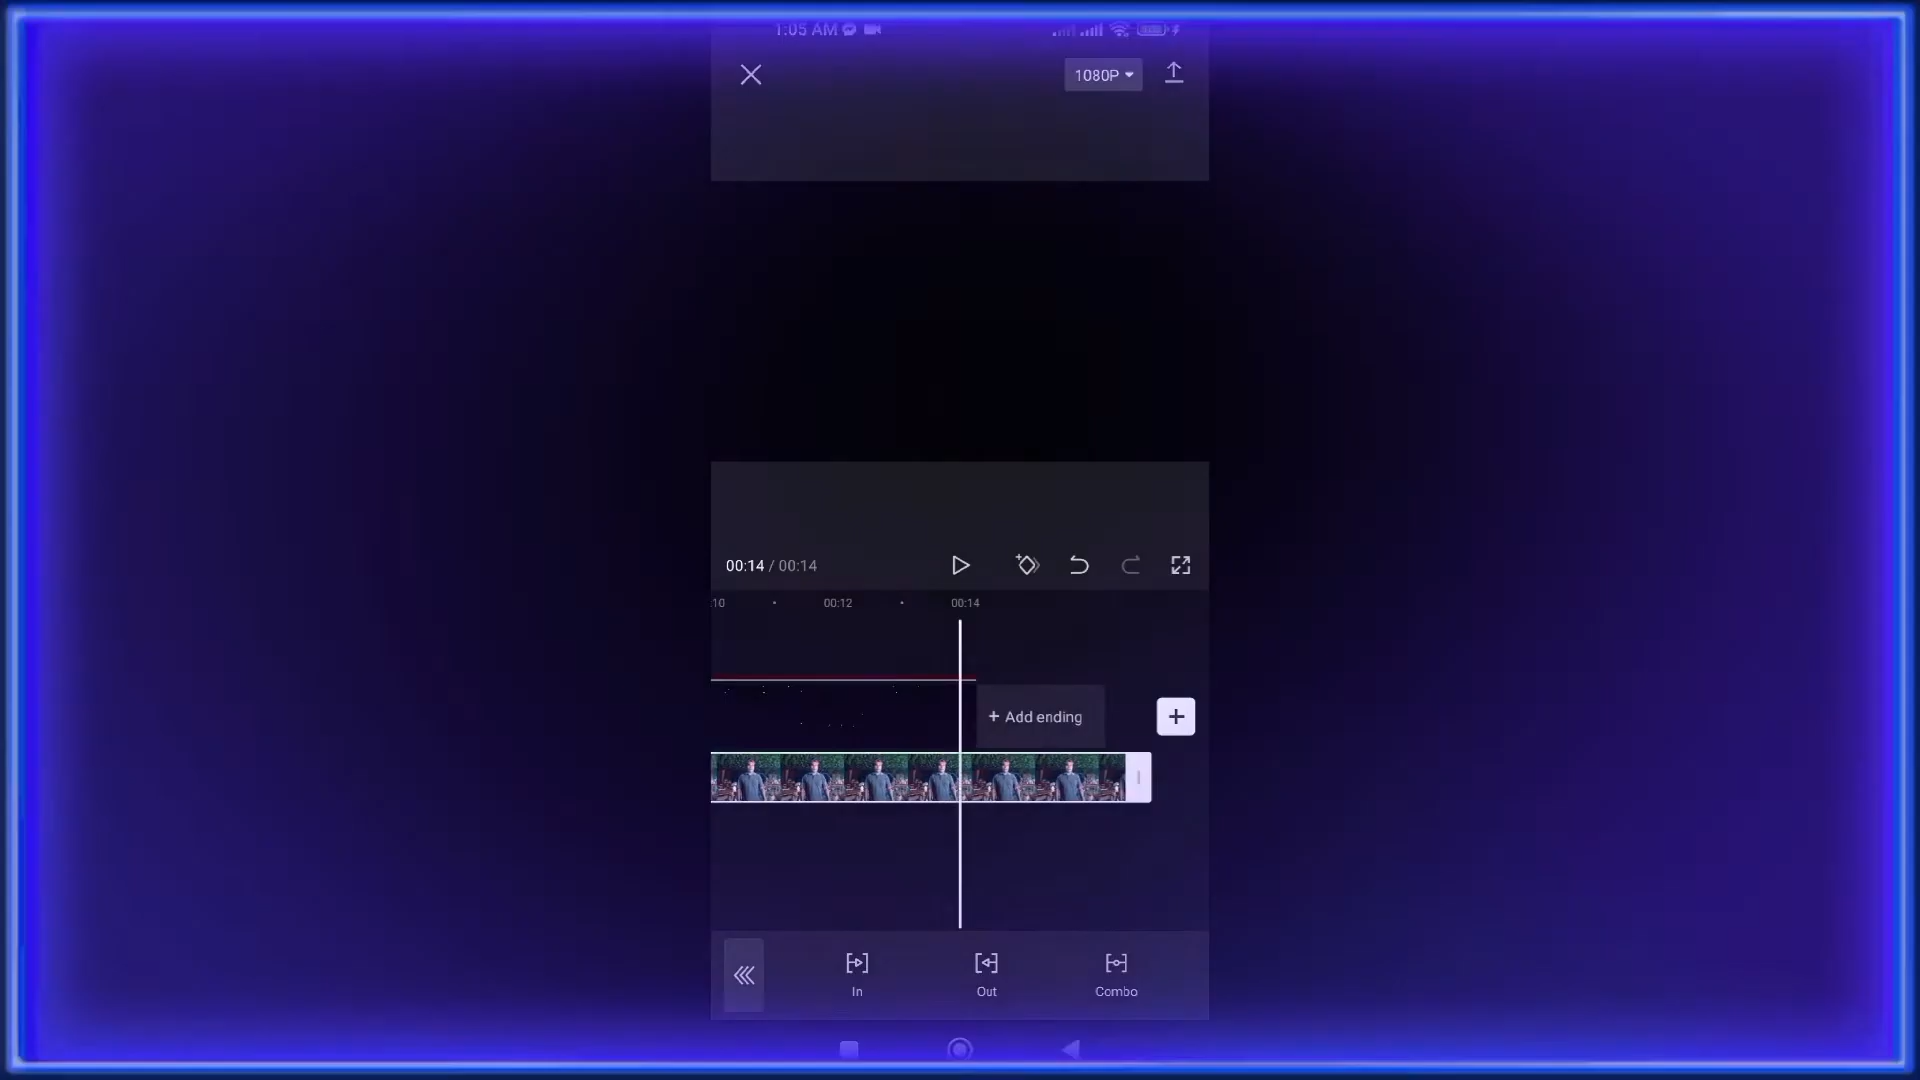 1:05 AM
1080P
00:14 / 00:14
:10 00:12 00:14
+ Add ending
In Out Combo